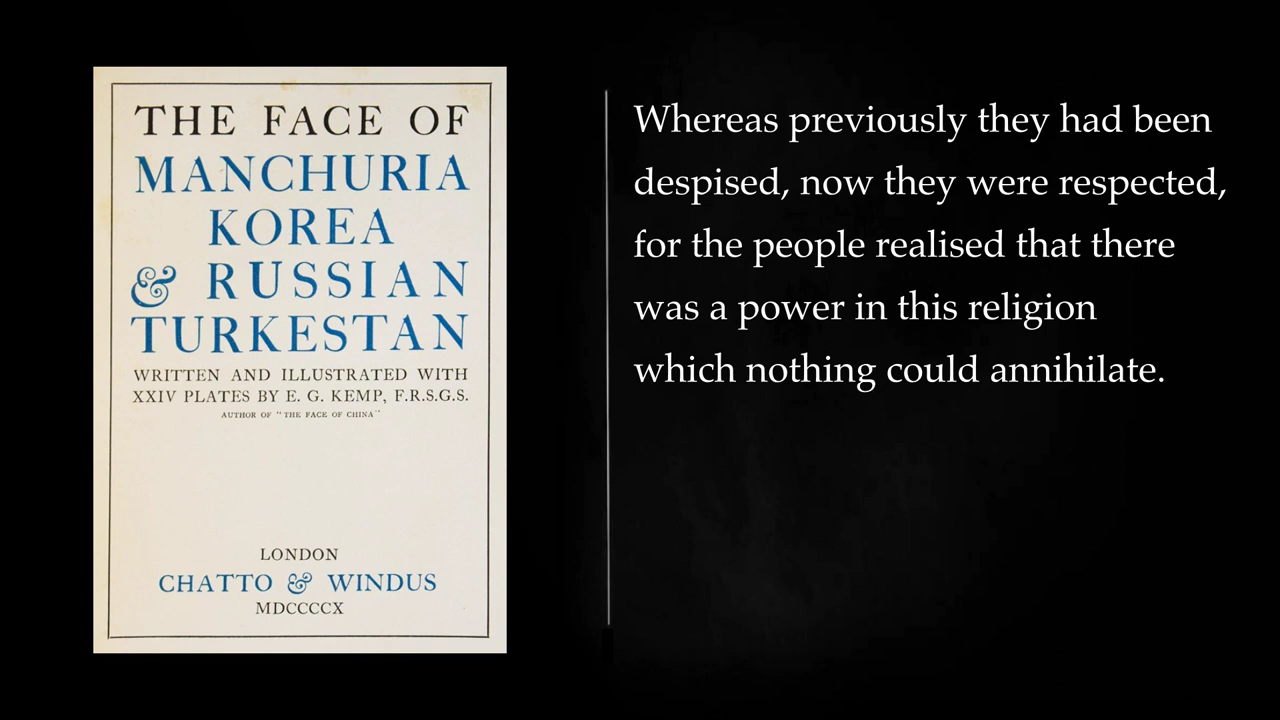 THE FACE OF
MANCHURIA
KOREA
& RUSSIAN
TURKESTAN
WRITTEN AND ILLUSTRATED WITH
XXIV PLATES BY E. G. KEMP, F.R.S.G.S.
AUTHOR OF "THE FACE OF CHINA"
LONDON
CHATTO & WINDUS
MDCCCCX
Whereas previously they had been
despised, now they were respected,
for the people realised that there
was a power in this religion
which nothing could annihilate.